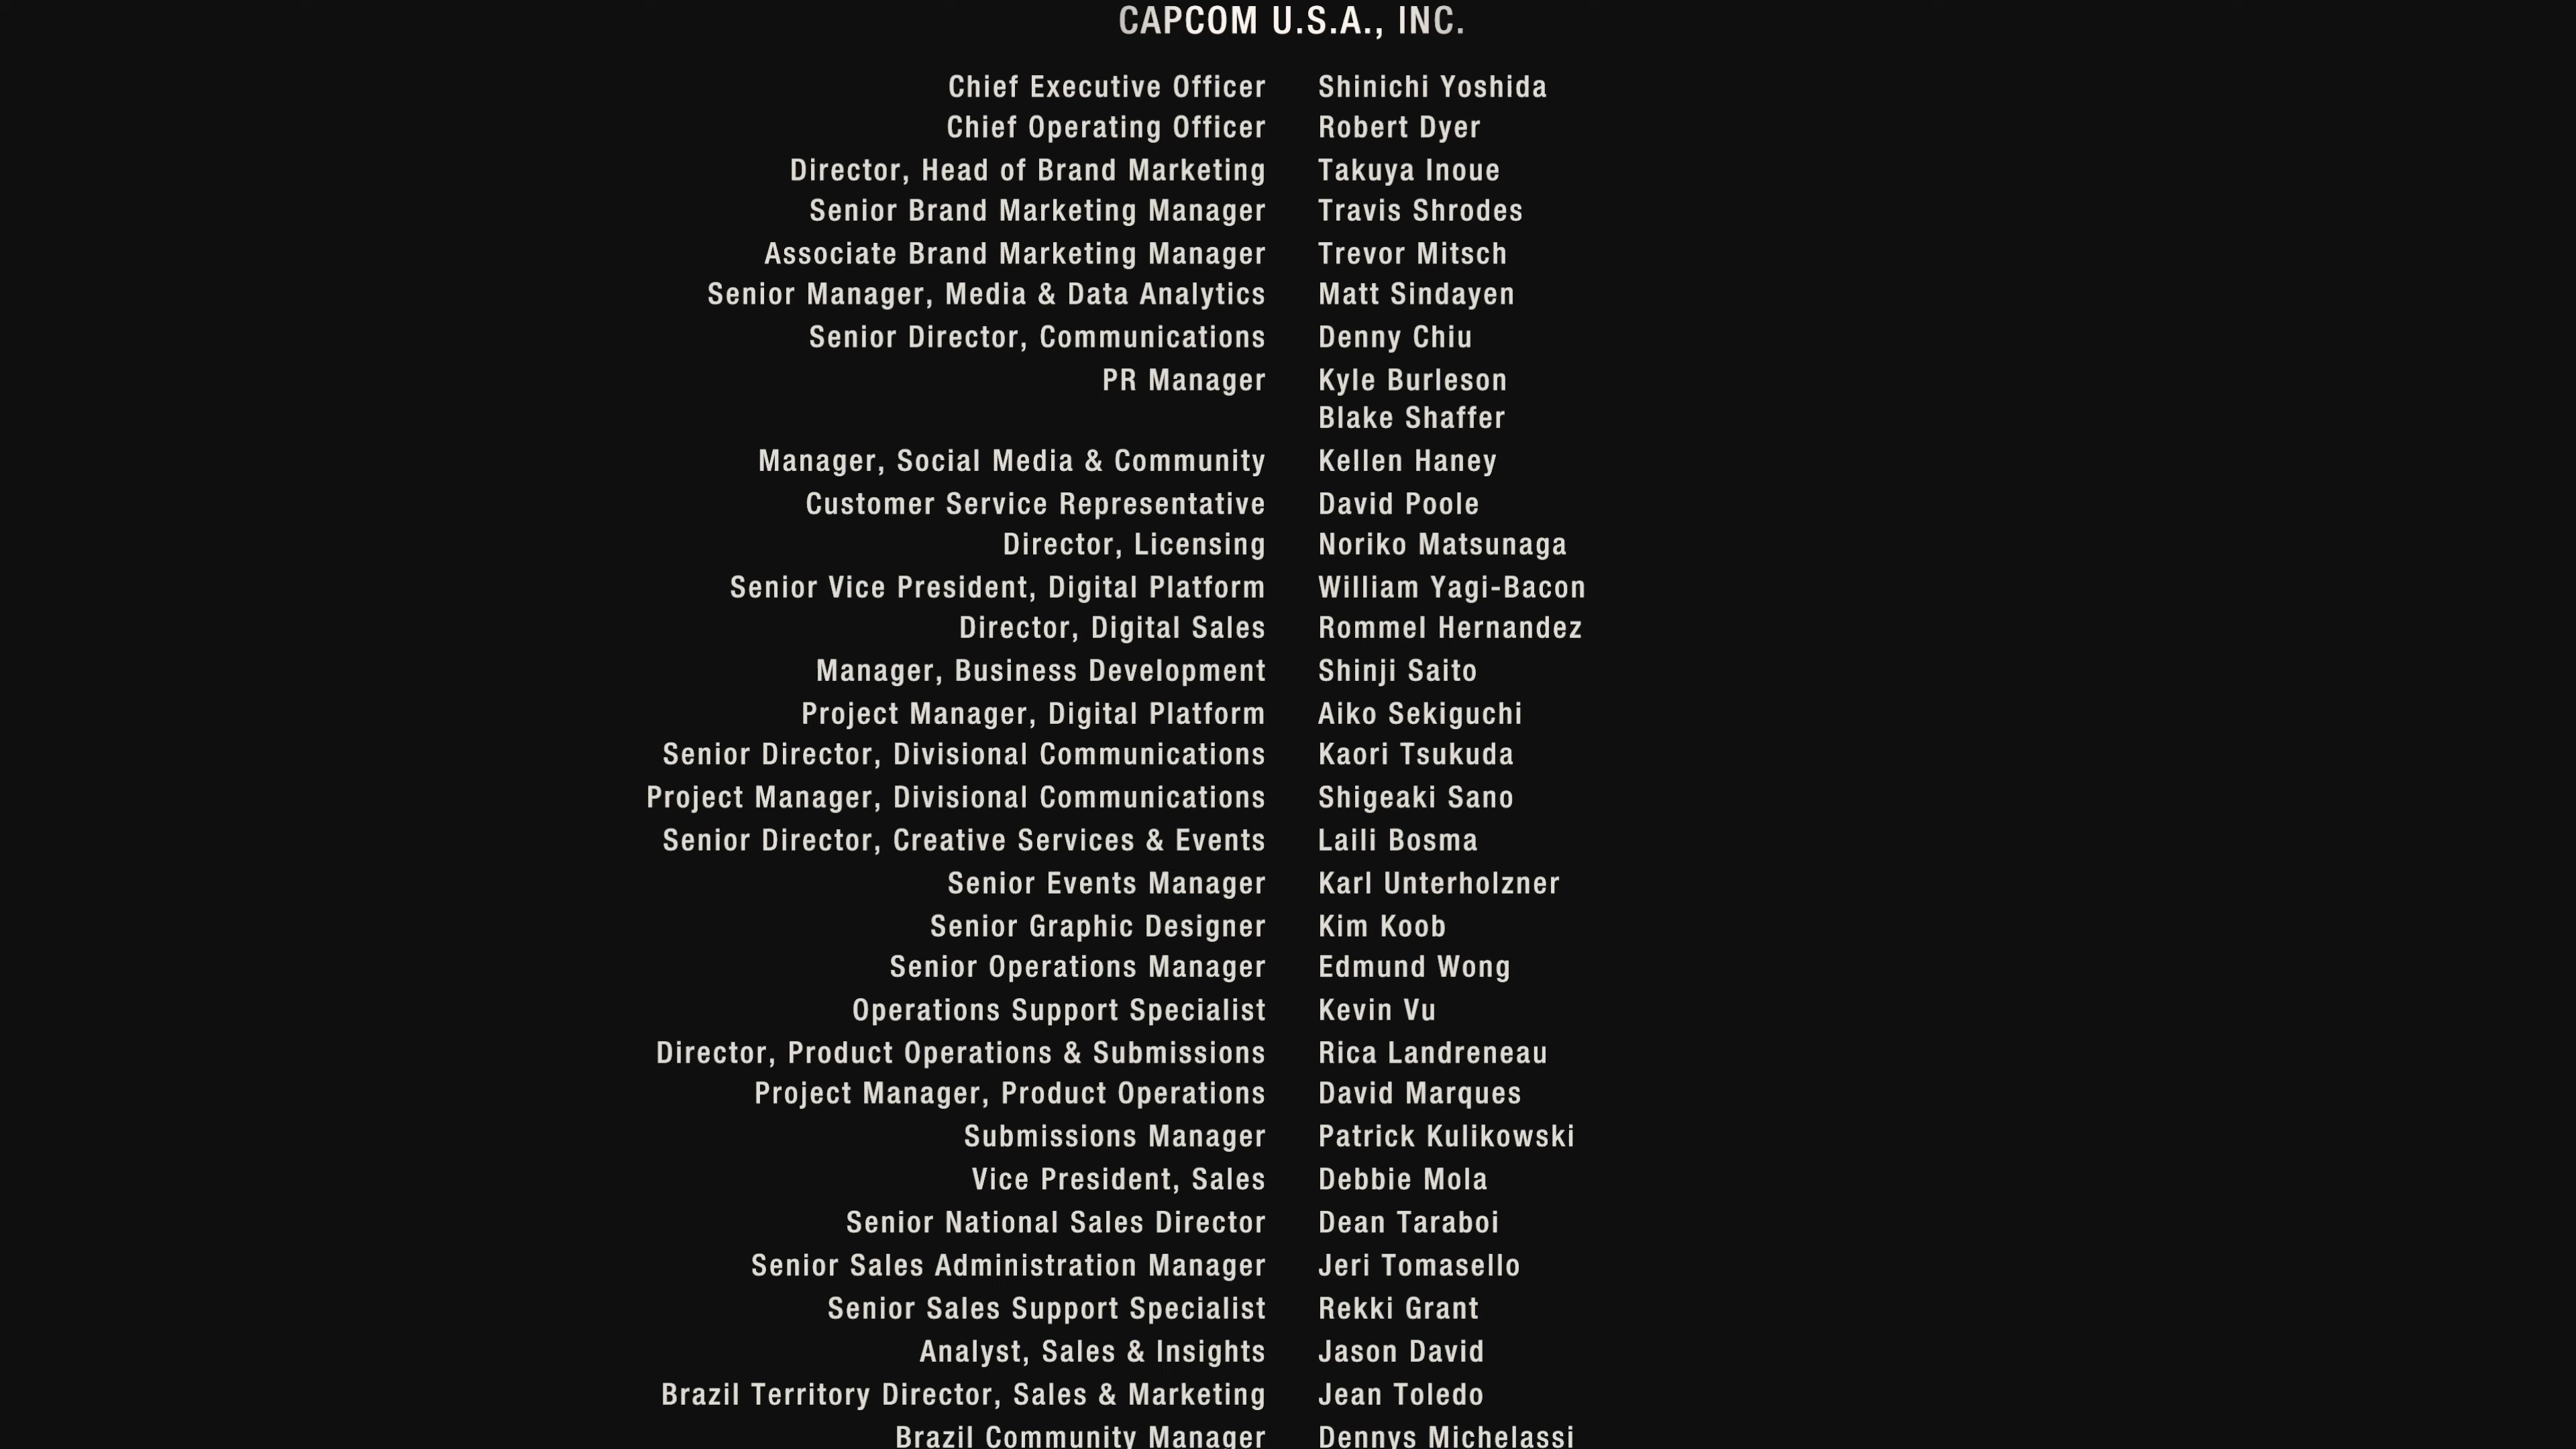 CAPCOM U.S.A., INC.
Chief Executive Officer Shinichi Yoshida
Chief Operating Officer Robert Dyer
Director, Head of Brand Marketing Takuya Inoue
Senior Brand Marketing Manager Travis Shrodes
Associate Brand Marketing Manager Trevor Mitsch
Senior Manager, Media & Data Analytics Matt Sindayen
Senior Director, Communications Denny Chiu
PR Manager Kyle Burleson
Blake Shaffer
Manager, Social Media & Community Kellen Haney
Customer Service Representative David Poole
Director, Licensing Noriko Matsunaga
Senior Vice President, Digital Platform William Yagi-Bacon
Director, Digital Sales Rommel Hernandez
Manager, Business Development Shinji Saito
Project Manager, Digital Platform Aiko Sekiguchi
Senior Director, Divisional Communications Kaori Tsukuda
Project Manager, Divisional Communications Shigeaki Sano
Senior Director, Creative Services & Events Laili Bosma
Senior Events Manager Karl Unterholzner
Senior Graphic Designer Kim Koob
Senior Operations Manager Edmund Wong
Operations Support Specialist Kevin Vu
Director, Product Operations & Submissions Rica Landreneau
Project Manager, Product Operations David Marques
Submissions Manager Patrick Kulikowski
Vice President, Sales Debbie Mola
Senior National Sales Director Dean Taraboi
Senior Sales Administration Manager Jeri Tomasello
Senior Sales Support Specialist Rekki Grant
Analyst, Sales & Insights Jason David
Brazil Territory Director, Sales & Marketing Jean Toledo
Brazil Community Manager Dennys Michelassi